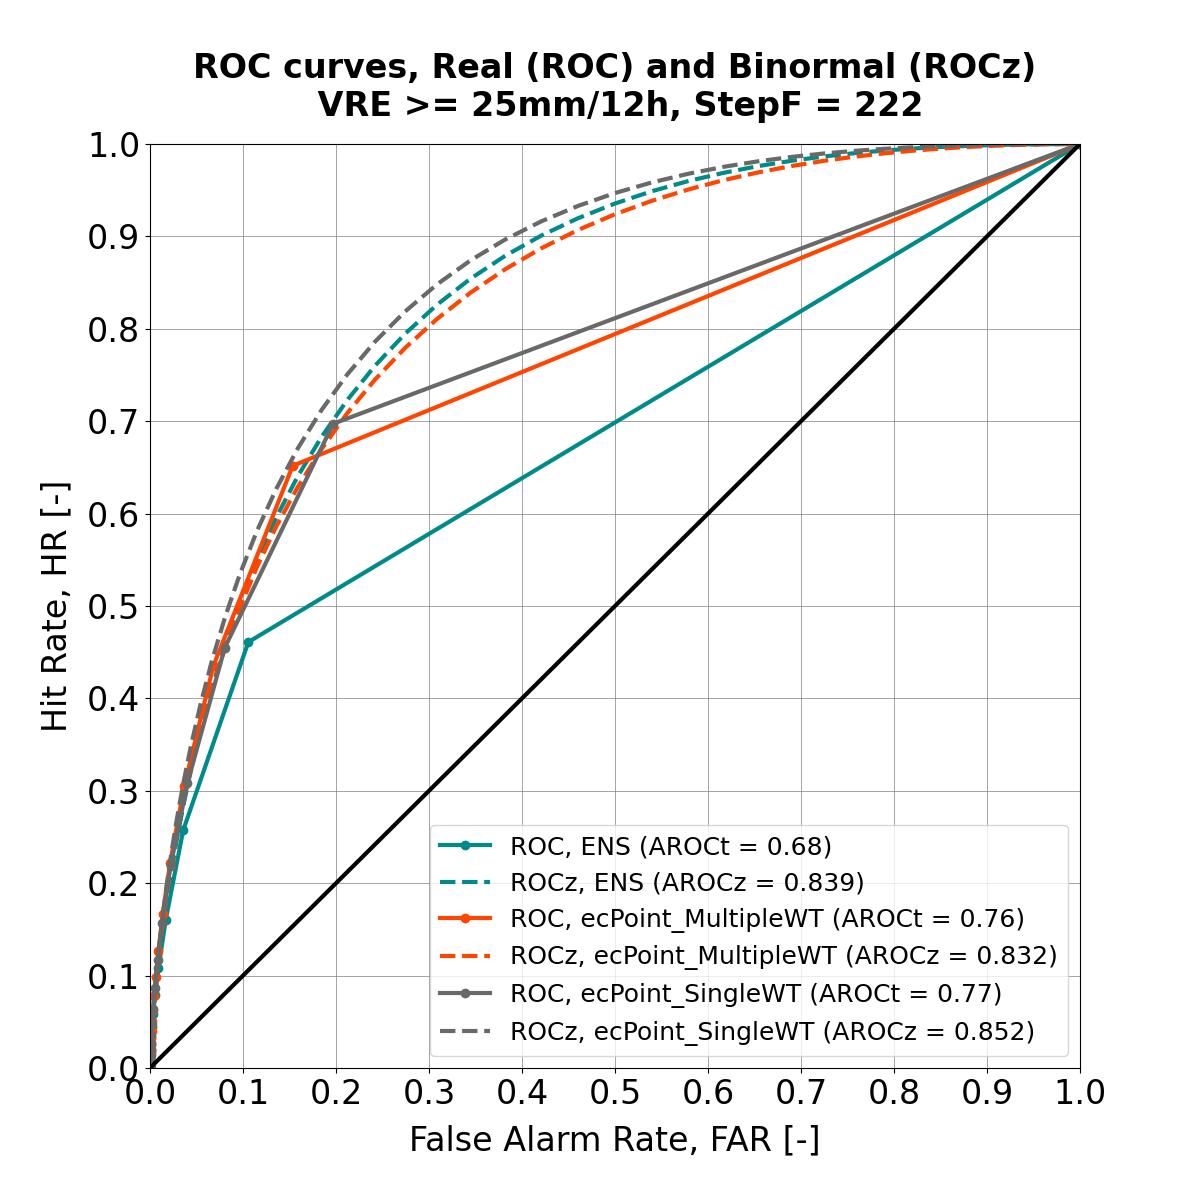 ROC curves, Real (ROC) and Binormal (ROCz)
VRE >= 25mm/12h, StepF = 222
1.0
0.9
0.8
0.7
0.6
0.5
0.4
0.3
0.2
0.1
0.0
Hit Rate, HR [-]
ROC, ENS (AROCt = 0.68)
ROCz, ENS (AROCz = 0.839)
ROC, ecPoint_MultipleWT (AROCt = 0.76)
ROCz, ecPoint_MultipleWT (AROCz = 0.832)
ROC, ecPoint_SingleWT (AROCt = 0.77)
ROCz, ecPoint_SingleWT (AROCz = 0.852)
0.0 0.1 0.2 0.3 0.4 0.5 0.6 0.7 0.8 0.9 1.0
False Alarm Rate, FAR [-]